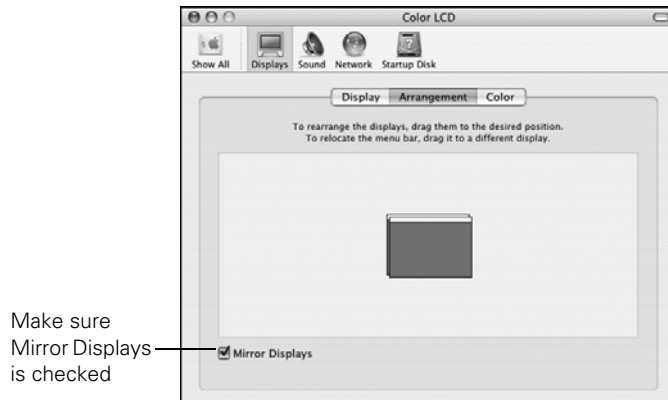 Color LCD
Show All Displays Sound Network Startup Disk
Display Arrangement Color
To rearrange the displays, drag them to the desired position.
To relocate the menu bar, drag it to a different display.
Make sure
Mirror Displays
is checked
Mirror Displays